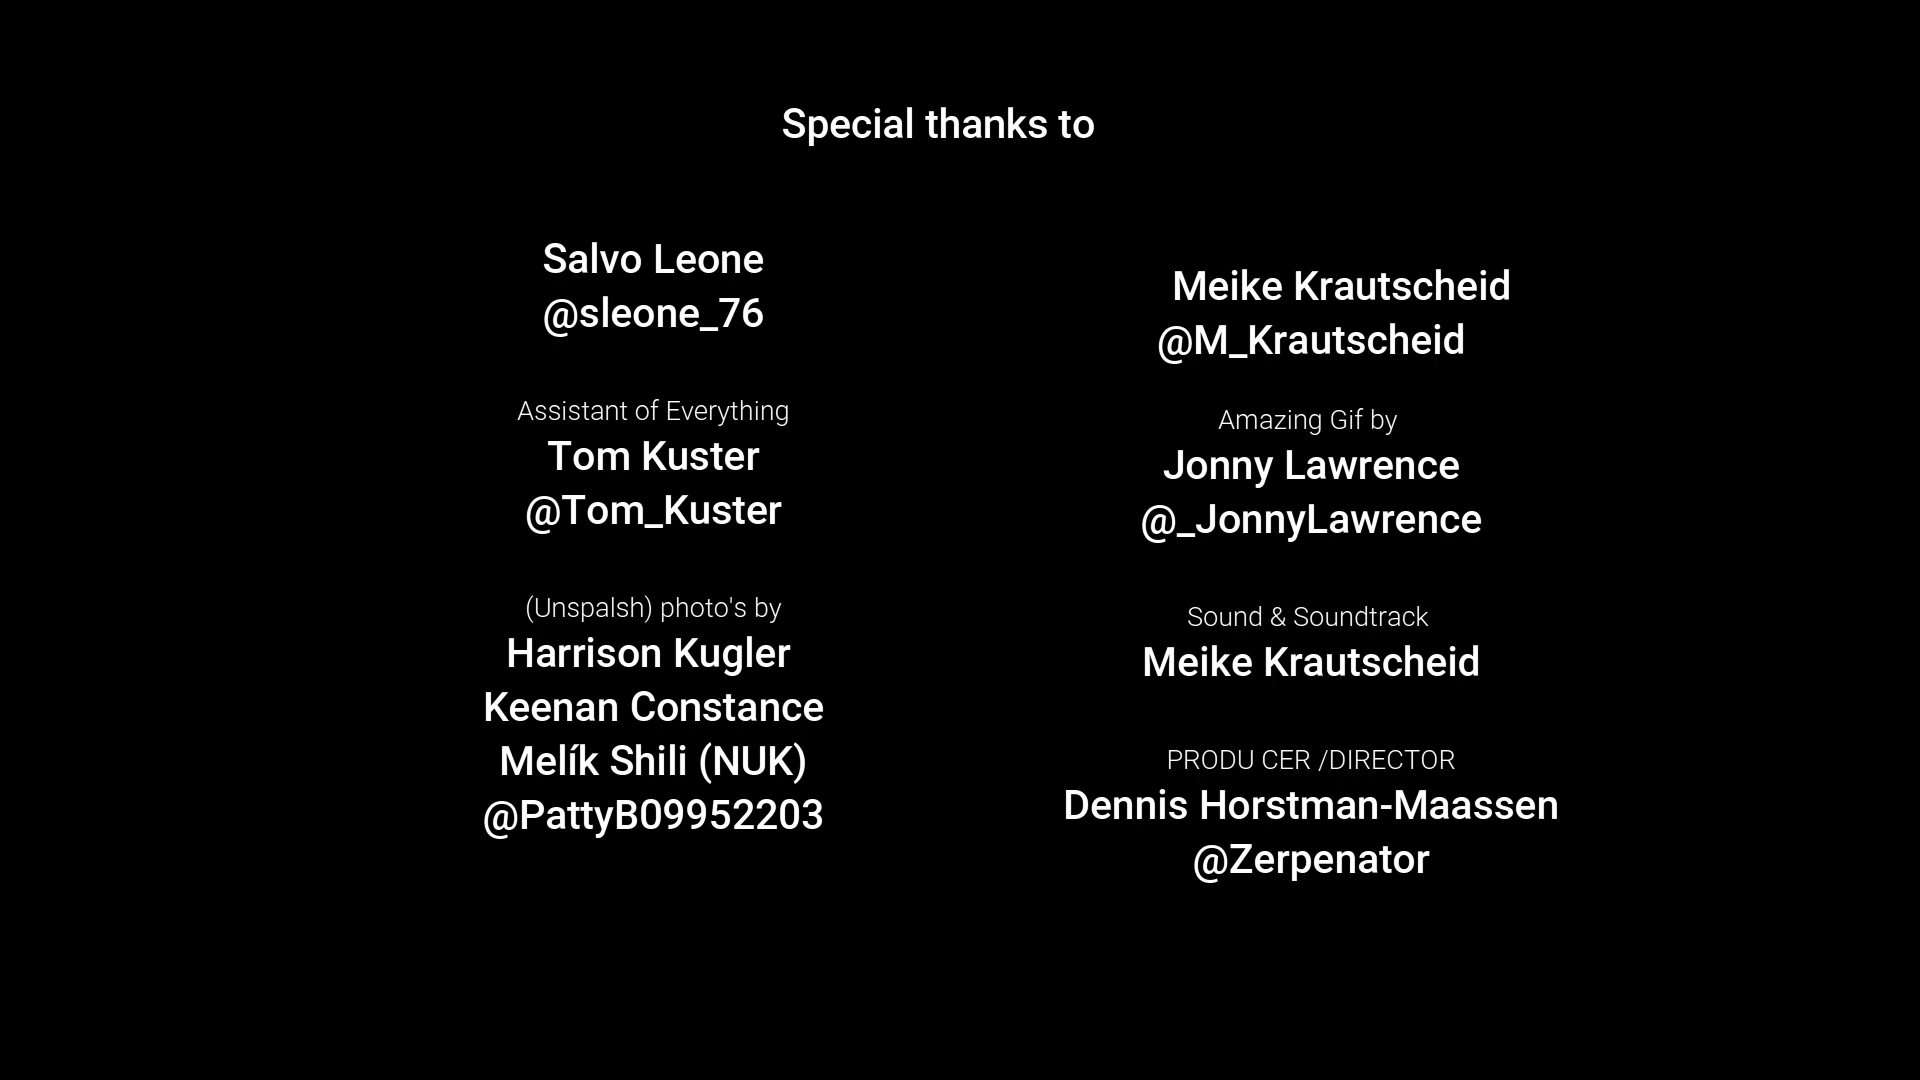 Special thanks to
Salvo Leone
@sleone_76
Assistant of Everything
Tom Kuster
@Tom_Kuster
(Unspalsh) photo's by
Harrison Kugler
Keenan Constance
Melík Shili (NUK)
@PattyB09952203
Meike Krautscheid
@M_Krautscheid
Amazing Gif by
Jonny Lawrence
@_JonnyLawrence
Sound & Soundtrack
Meike Krautscheid
PRODU CER /DIRECTOR
Dennis Horstman-Maassen
@Zerpenator